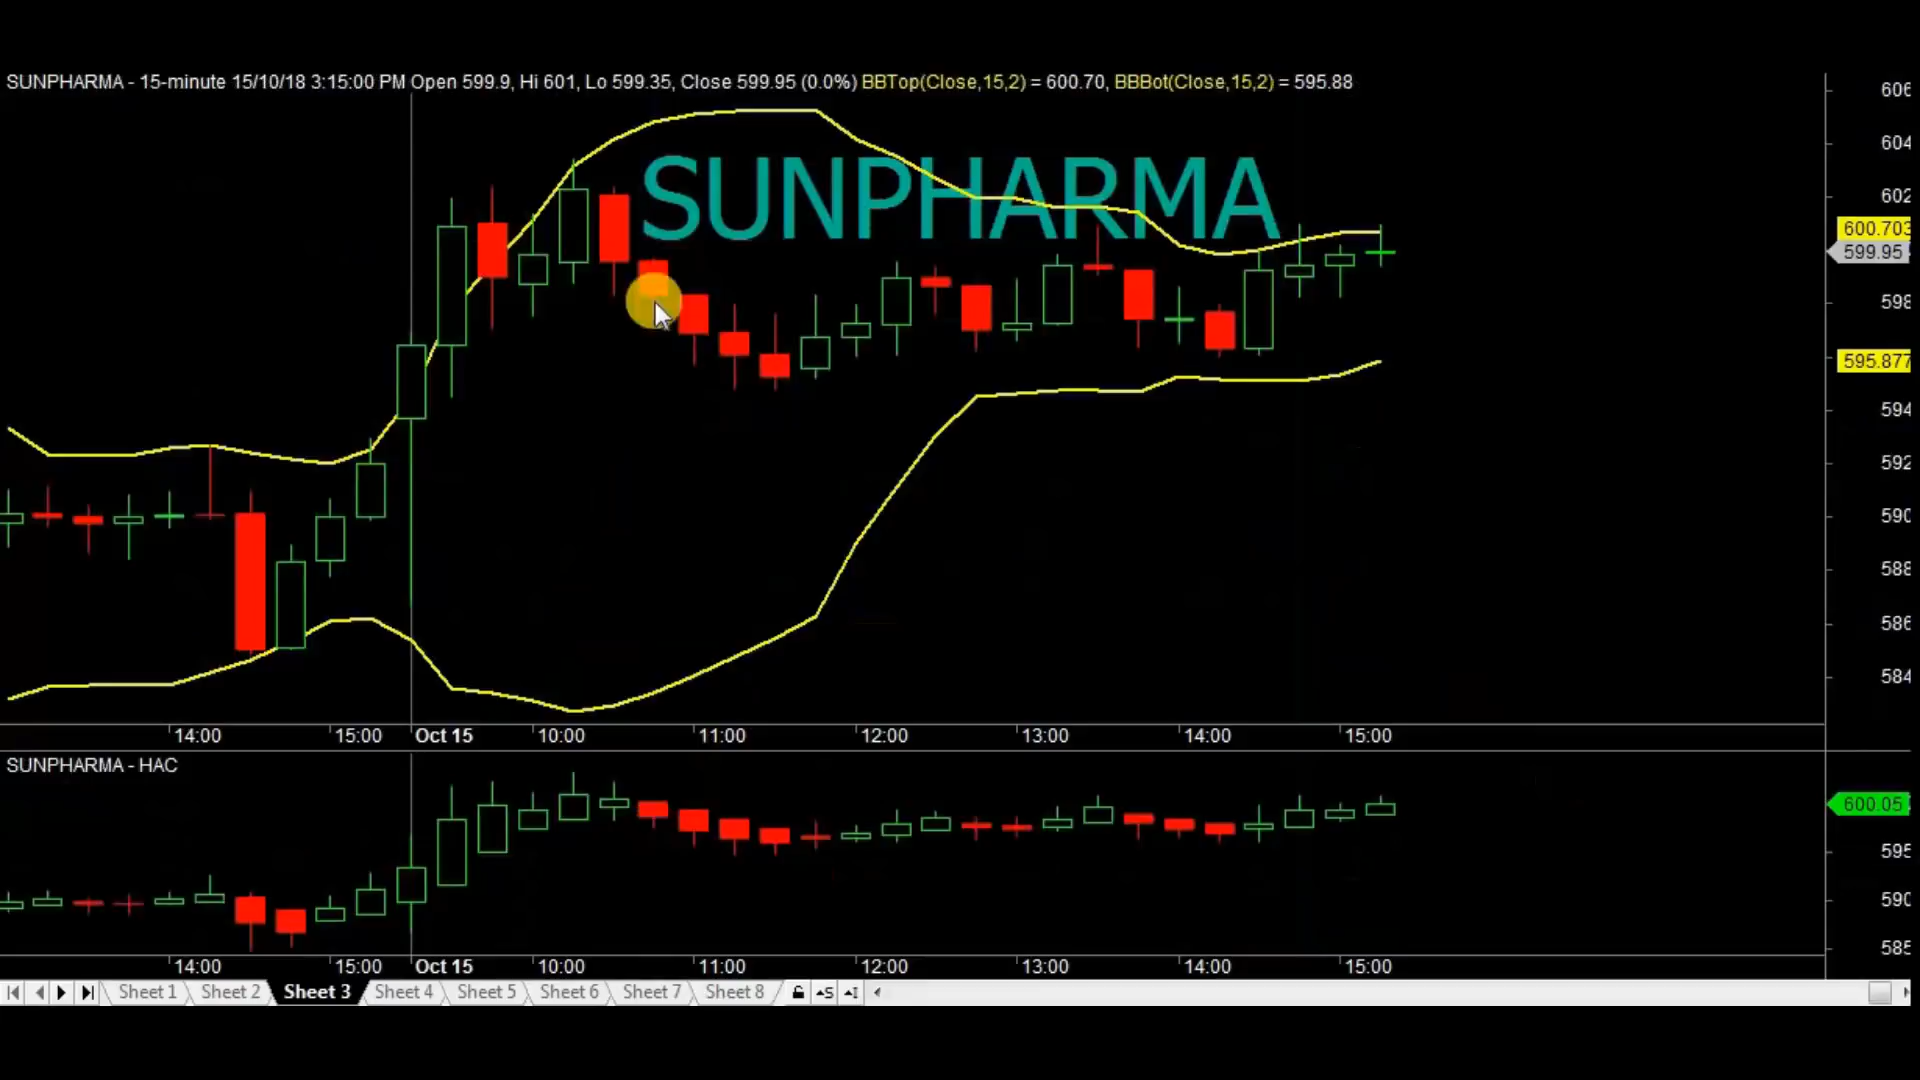 SUNPHARMA - 15-minute 15/10/18 3:15:00 PM Open 599.9, Hi 601, Lo 599.35, Close 599.95 (0.0%) BBTop(Close,15,2) = 600.70, BBBot(Close,15,2) = 595.88
SUNPHARMA
606
604
602
600.703
599.95
598
595.877
594
592
590
588
586
584
14:00 15:00 Oct 15 10:00 11:00 12:00 13:00 14:00 15:00
SUNPHARMA - HAC
600.05
595
590
585
14:00 15:00 Oct 15 10:00 11:00 12:00 13:00 14:00 15:00
Sheet 1 Sheet 2 Sheet 3 Sheet 4 Sheet 5 Sheet 6 Sheet 7 Sheet 8 S I